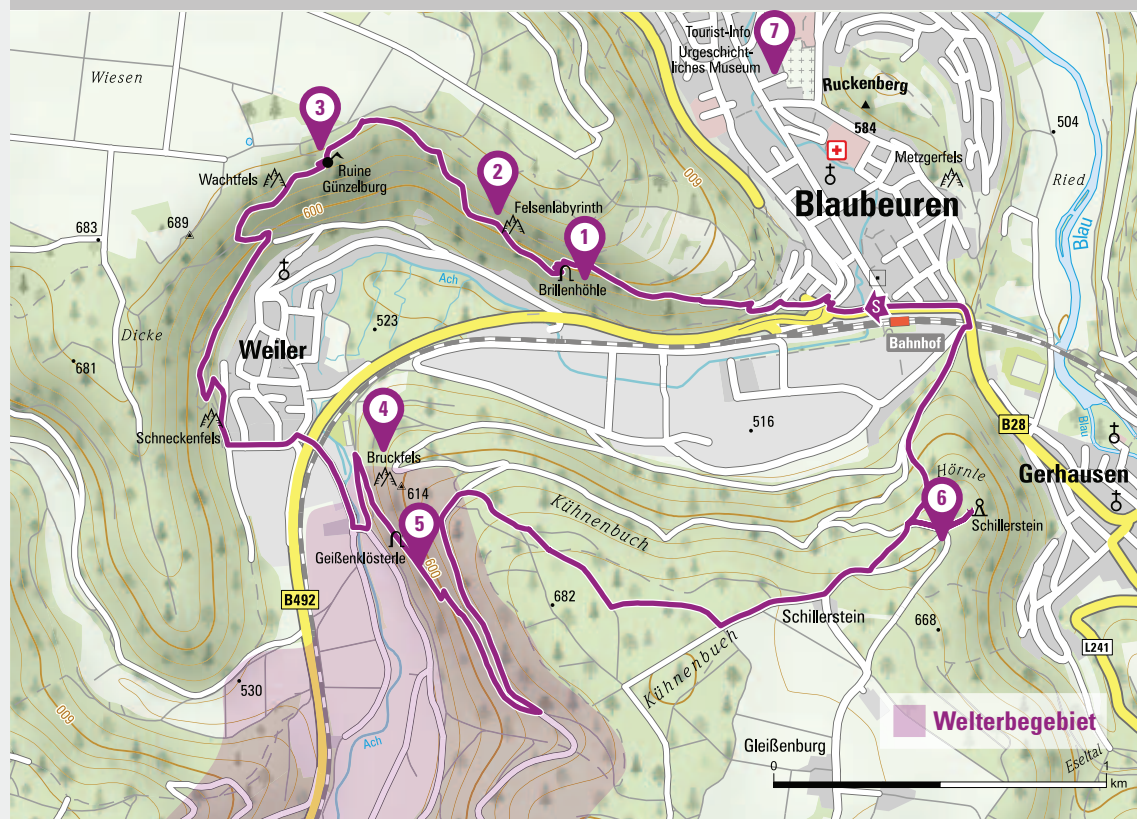 Tourist-Info
Urgeschicht-
liches Museum
7
Wiesen
Ruckenberg
584
504
3
Metzgerfels
Wachtfels
Ruine
Günzelburg
2
600
Ried
Felsenlabyrinth
600
Blaubeuren
689
683
1
Blau
Ach
Brillenhöhle
S
Dicke
523
Bahnhof
Weiler
681
4
516
B28
Blau
Schneckenfels
Bruckfels
Hörnle
Gerhausen
614
6
Kühnenbuch
5
Schillerstein
Geißenklösterle
600
B492
682
Schillerstein
668
Kühnenbuch
L241
530
600
Welterbegebiet
Ach
Gleißenburg
Eseltal
0
1
km